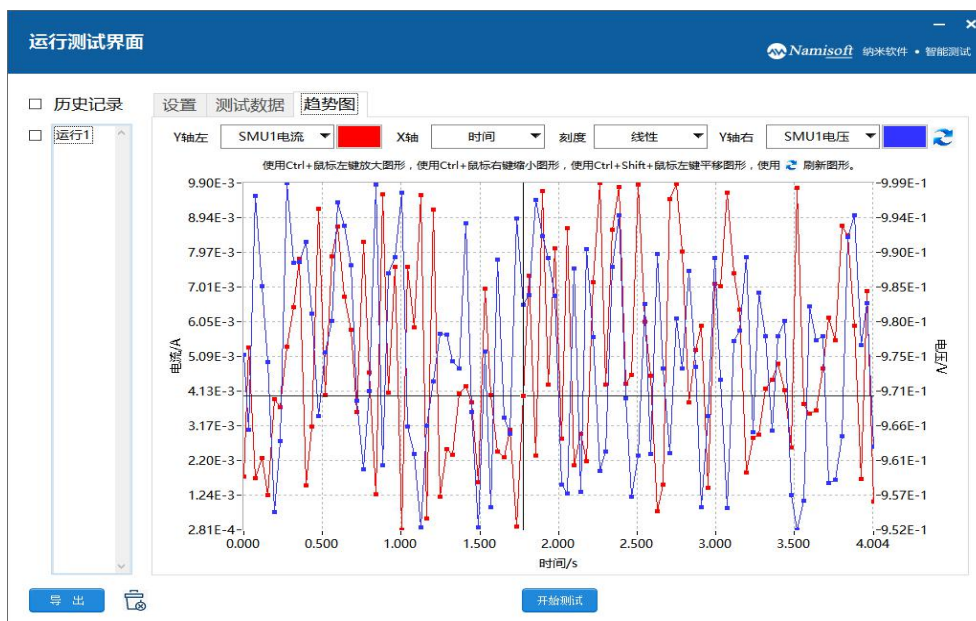 运行测试界面
Namisoft 纳米软件 • 智能测试
历史记录
运行1
设置 测试数据 趋势图
Y轴左 SMU1电流 X轴 时间 刻度 线性 Y轴右 SMU1电压
使用Ctrl+鼠标左键放大图形，使用Ctrl+鼠标右键缩小图形，使用Ctrl+Shift+鼠标左键平移图形，使用 刷新图形。
9.90E-3 9.99E-1
8.94E-3 9.94E-1
7.97E-3 9.90E-1
7.01E-3 9.85E-1
6.05E-3 9.80E-1
5.09E-3 9.75E-1
4.13E-3 9.71E-1
3.17E-3 9.66E-1
2.20E-3 9.61E-1
1.24E-3 9.57E-1
2.81E-4 9.52E-1
电流/A
电压/V
0.000 0.500 1.000 1.500 2.000 2.500 3.000 3.500 4.004
时间/s
导 出
开始测试